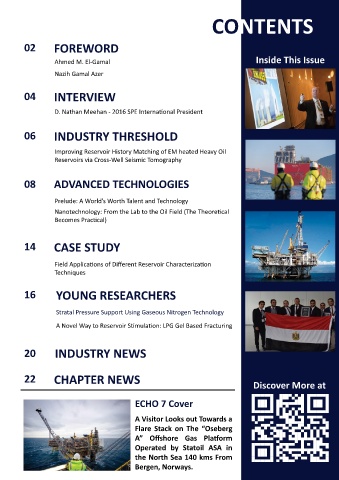 CONTENTS
02 FOREWORD
Ahmed M. El-Gamal
Nazih Gamal Azer
04 INTERVIEW
D. Nathan Meehan - 2016 SPE International President
06 INDUSTRY THRESHOLD
Improving Reservoir History Matching of EM heated Heavy Oil
Reservoirs via Cross-Well Seismic Tomography
08 ADVANCED TECHNOLOGIES
Prelude: A World's Worth Talent and Technology
Nanotechnology: From the Lab to the Oil Field (The Theoretical
Becomes Practical)
14 CASE STUDY
Field Applications of Different Reservoir Characterization
Techniques
16 YOUNG RESEARCHERS
Stratal Pressure Support Using Gaseous Nitrogen Technology
A Novel Way to Reservoir Stimulation: LPG Gel Based Fracturing
20 INDUSTRY NEWS
22 CHAPTER NEWS
ECHO 7 Cover
A Visitor Looks out Towards a
Flare Stack on The "Oseberg
A" Offshore Gas Platform
Operated by Statoil ASA in
the North Sea 140 kms From
Bergen, Norways.
Inside This Issue
Discover More at